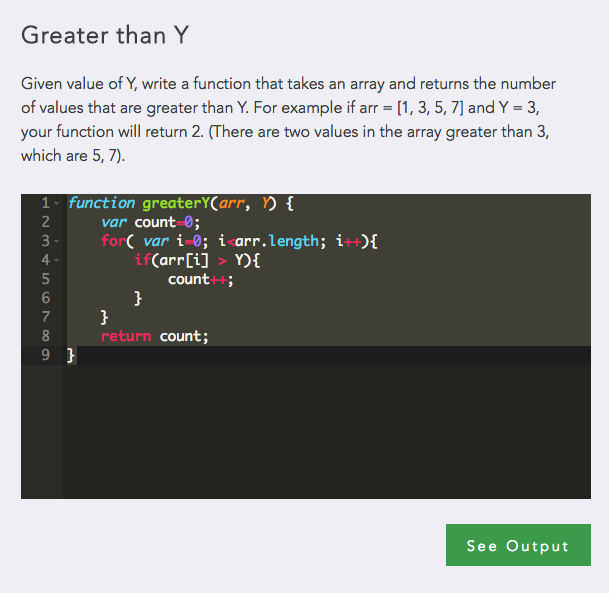 Greater than Y
Given value of Y, write a function that takes an array and returns the number
of values that are greater than Y. For example if arr = [1, 3, 5, 7] and Y = 3,
your function will return 2. (There are two values in the array greater than 3,
which are 5, 7).
1 function greaterY(arr, Y) {
2     var count=0;
3     for( var i=0; i<arr.length; i++){
4         if(arr[i] > Y){
5             count++;
6         }
7     }
8     return count;
9 }
See Output